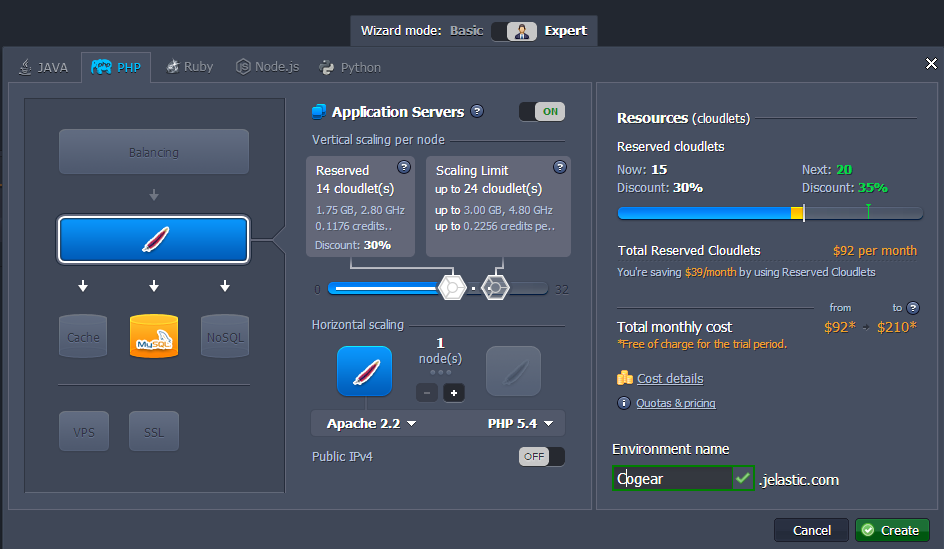 Wizard mode: Basic Expert
JAVA PHP Ruby Node.js Python
Balancing
Cache MySQL NoSQL
VPS SSL
Application Servers ? ON
Vertical scaling per node
Reserved ?
14 cloudlet(s)
1.75 GB, 2.80 GHz
0.1176 credits..
Discount: 30%
Scaling Limit ?
up to 24 cloudlet(s)
up to 3.00 GB, 4.80 GHz
up to 0.2256 credits pe..
0 32
Horizontal scaling
1
node(s)
- +
Apache 2.2 PHP 5.4
Public IPv4 OFF
Resources (cloudlets)
Reserved cloudlets
Now: 15 Next: 20
Discount: 30% Discount: 35%
Total Reserved Cloudlets $92 per month
You're saving $39/month by using Reserved Cloudlets
from to ?
Total monthly cost $92* $210*
*Free of charge for the trial period.
Cost details
Quotas & pricing
Environment name
Cogear .jelastic.com
Cancel Create